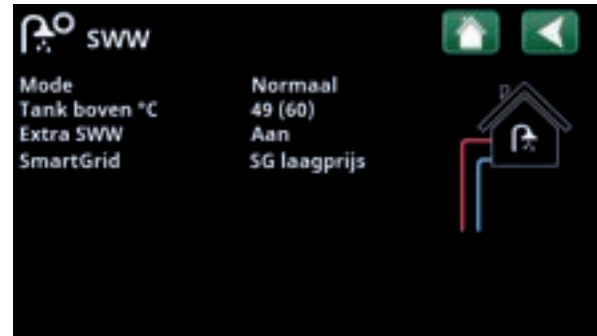 SWW
Mode Normaal
Tank boven °C 49 (60)
Extra SWW Aan
SmartGrid SG laagprijs